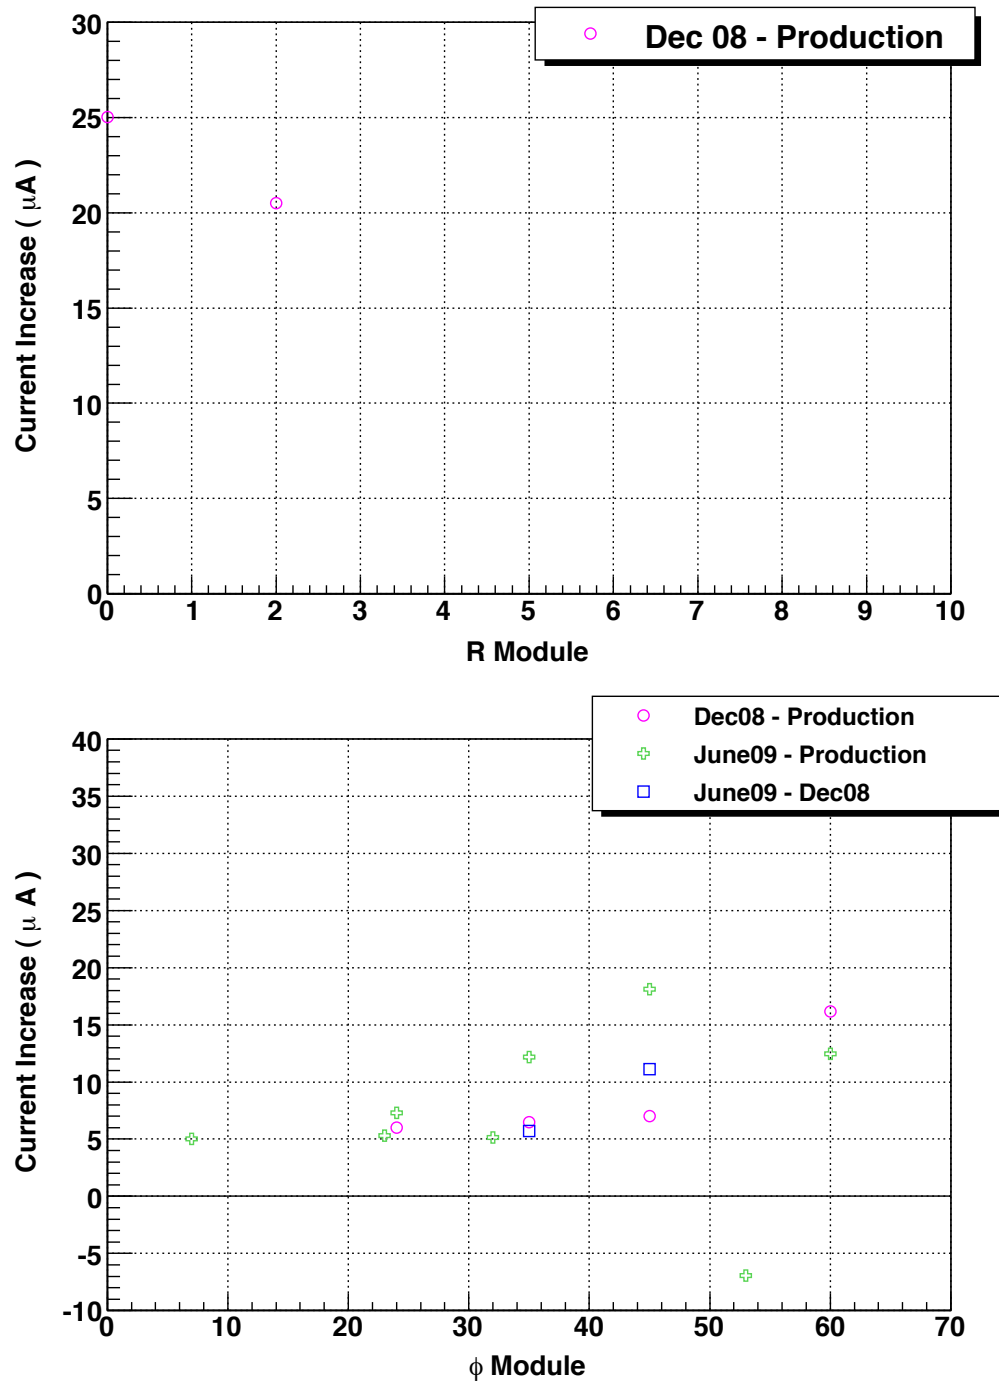 Dec 08 - Production
30
25
20
15
10
5
0
0 1 2 3 4 5 6 7 8 9 10
Current Increase ( μA )
R Module
Dec08 - Production
June09 - Production
June09 - Dec08
40
35
30
25
20
15
10
5
0
-5
-10
0 10 20 30 40 50 60 70
Current Increase ( μ A )
ϕ Module